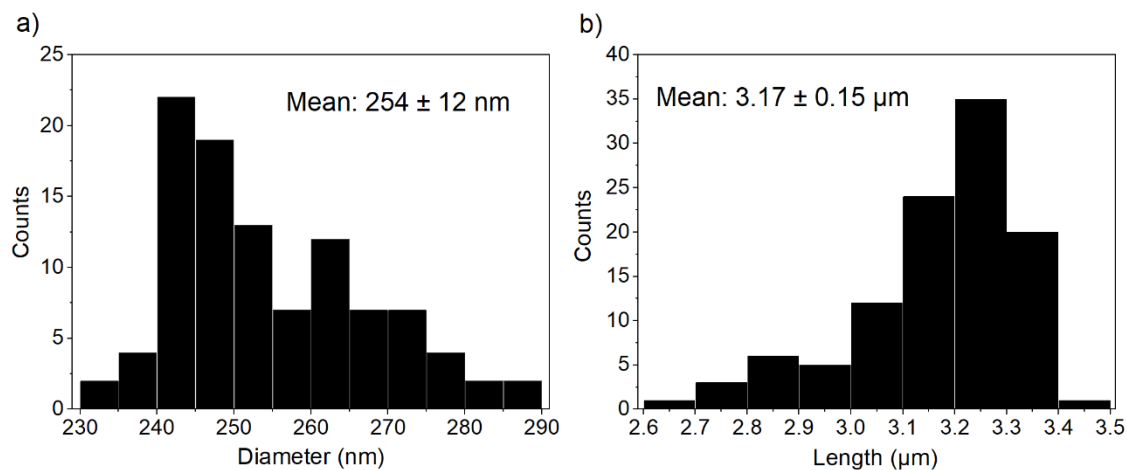 a)
Mean: 254 ± 12 nm
25
20
15
10
5
0
Counts
230 240 250 260 270 280 290
Diameter (nm)
b)
Mean: 3.17 ± 0.15 µm
40
35
30
25
20
15
10
5
0
Counts
2.6 2.7 2.8 2.9 3.0 3.1 3.2 3.3 3.4 3.5
Length (µm)